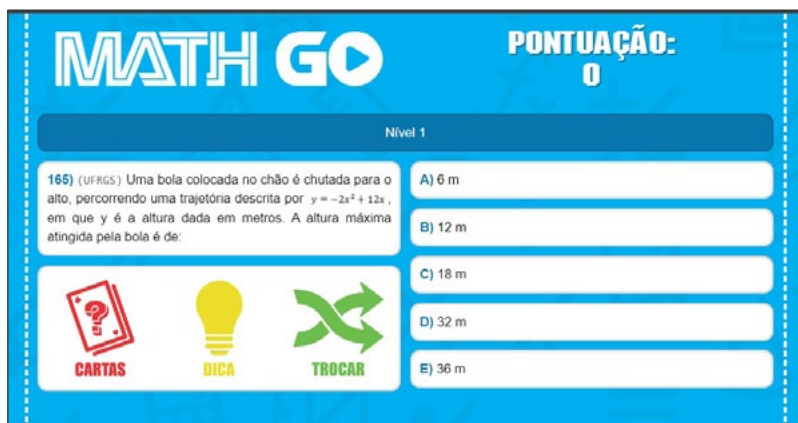 MATH GO
PONTUAÇÃO:
0
Nível 1
165) (UFRGS) Uma bola colocada no chão é chutada para o
alto, percorrendo uma trajetória descrita por y = −2x² + 12x ,
em que y é a altura dada em metros. A altura máxima
atingida pela bola é de:
A) 6 m
B) 12 m
C) 18 m
D) 32 m
E) 36 m
CARTAS
DICA
TROCAR